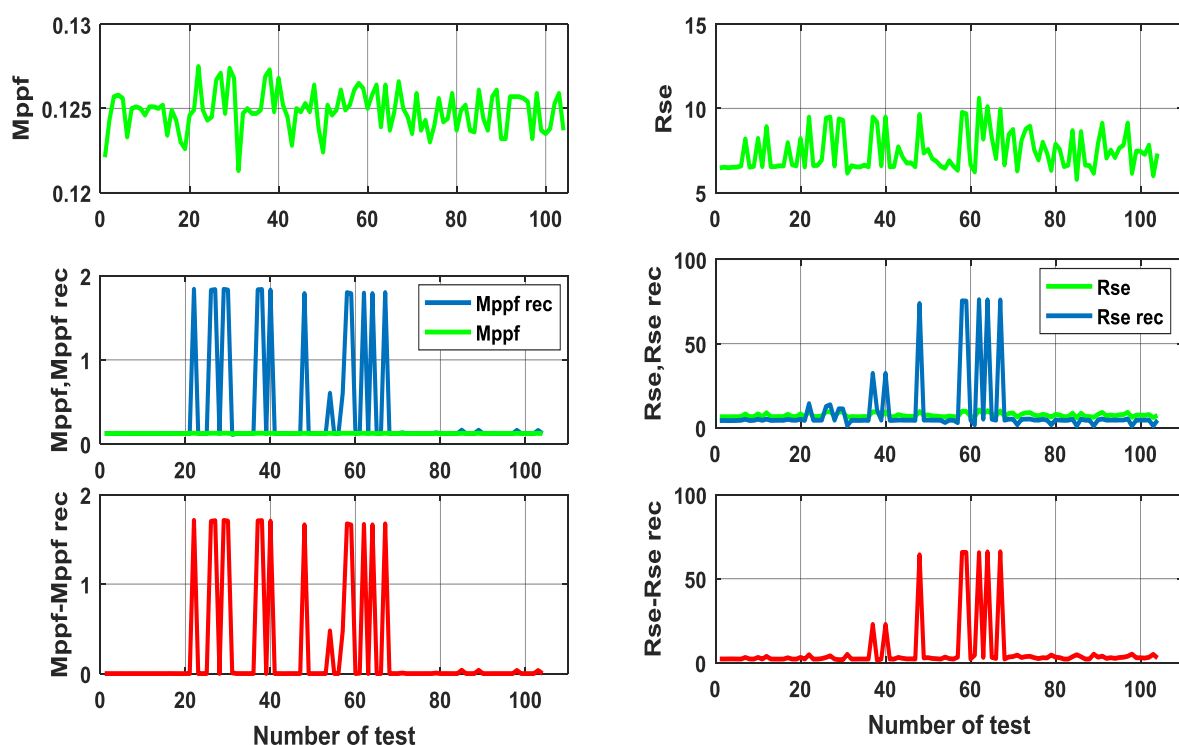 Mppf
0.13
0.125
0.12
0 20 40 60 80 100
Rse
15
10
5
0 20 40 60 80 100
Mppf,Mppf rec
2
1
0
0 20 40 60 80 100
Mppf rec
Mppf
Rse,Rse rec
100
50
0
0 20 40 60 80 100
Rse
Rse rec
Mppf-Mppf rec
2
1
0
0 20 40 60 80 100
Number of test
Rse-Rse rec
100
50
0
0 20 40 60 80 100
Number of test